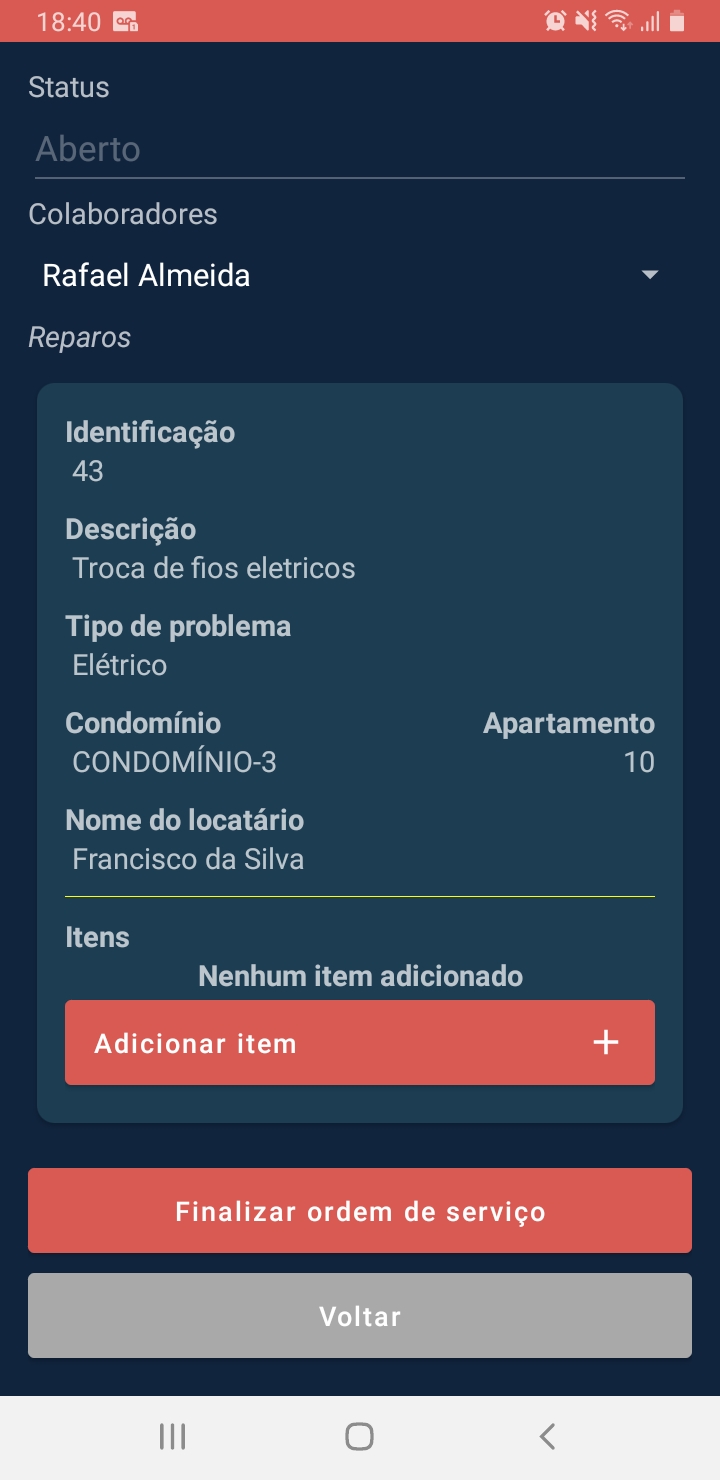 18:40
Status
Aberto
Colaboradores
Rafael Almeida
Reparos
Identificação
43
Descrição
Troca de fios eletricos
Tipo de problema
Elétrico
Condomínio Apartamento
CONDOMÍNIO-3 10
Nome do locatário
Francisco da Silva
Itens
Nenhum item adicionado
Adicionar item +
Finalizar ordem de serviço
Voltar